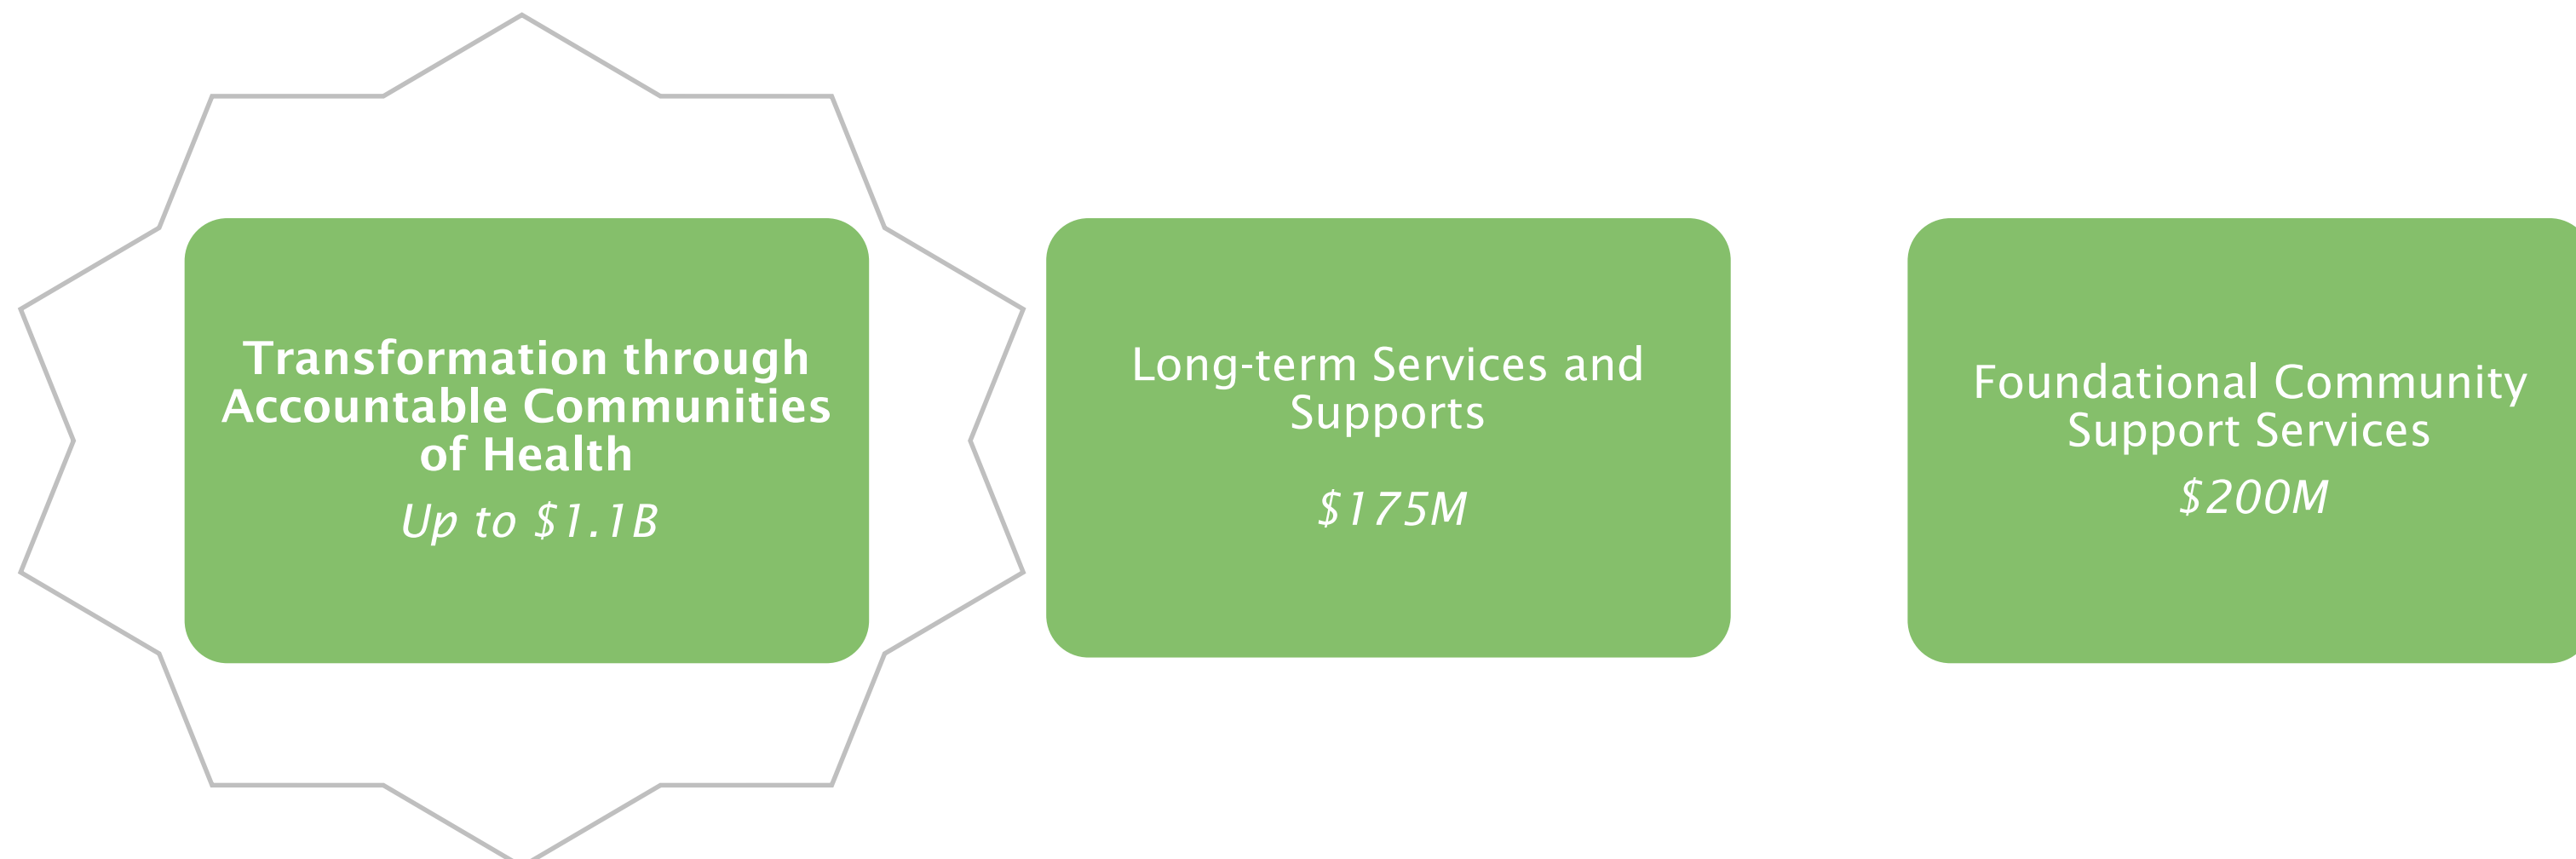 Transformation through
Accountable Communities
of Health
Up to $1.1B
Long-term Services and
Supports
$175M
Foundational Community
Support Services
$200M